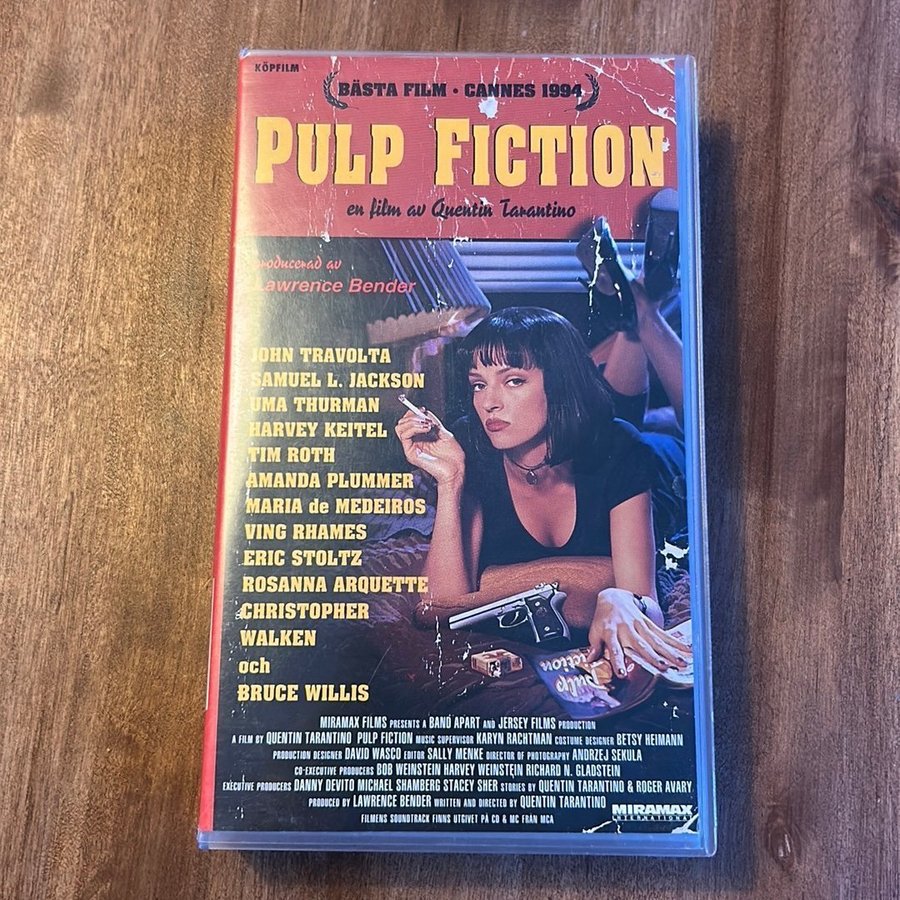 KÖPFILM
BÄSTA FILM · CANNES 1994
PULP FICTION
en film av Quentin Tarantino
producerad av
Lawrence Bender
JOHN TRAVOLTA
SAMUEL L. JACKSON
UMA THURMAN
HARVEY KEITEL
TIM ROTH
AMANDA PLUMMER
MARIA de MEDEIROS
VING RHAMES
ERIC STOLTZ
ROSANNA ARQUETTE
CHRISTOPHER
WALKEN
och
BRUCE WILLIS
Pulp
Fiction
MIRAMAX FILMS PRESENTS A BAND APART AND JERSEY FILMS PRODUCTION
A FILM BY QUENTIN TARANTINO PULP FICTION MUSIC SUPERVISOR KARYN RACHTMAN COSTUME DESIGNER BETSY HEIMANN
PRODUCTION DESIGNER DAVID WASCO EDITOR SALLY MENKE DIRECTOR OF PHOTOGRAPHY ANDRZEJ SEKULA
CO-EXECUTIVE PRODUCERS BOB WEINSTEIN HARVEY WEINSTEIN RICHARD N. GLADSTEIN
EXECUTIVE PRODUCERS DANNY DEVITO MICHAEL SHAMBERG STACEY SHER STORIES BY QUENTIN TARANTINO & ROGER AVARY
PRODUCED BY LAWRENCE BENDER WRITTEN AND DIRECTED BY QUENTIN TARANTINO
FILMENS SOUNDTRACK FINNS UTGIVET PÅ CD & MC FRÅN MCA
MIRAMAX
INTERNATIONAL